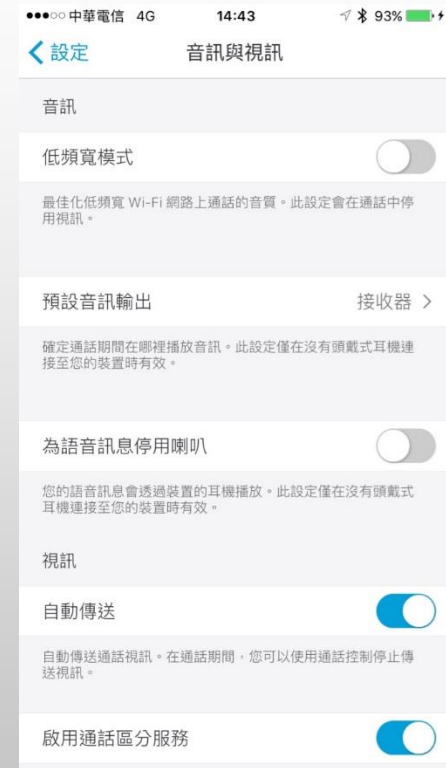 中華電信 4G 14:43 93%
設定 音訊與視訊
音訊
低頻寬模式
最佳化低頻寬 Wi-Fi 網路上通話的音質。此設定會在通話中停
用視訊。
預設音訊輸出 接收器
確定通話期間在哪裡播放音訊。此設定僅在沒有頭戴式耳機連
接至您的裝置時有效。
為語音訊息停用喇叭
您的語音訊息會透過裝置的耳機播放。此設定僅在沒有頭戴式
耳機連接至您的裝置時有效。
視訊
自動傳送
自動傳送通話視訊。在通話期間，您可以使用通話控制停止傳
送視訊。
啟用通話區分服務